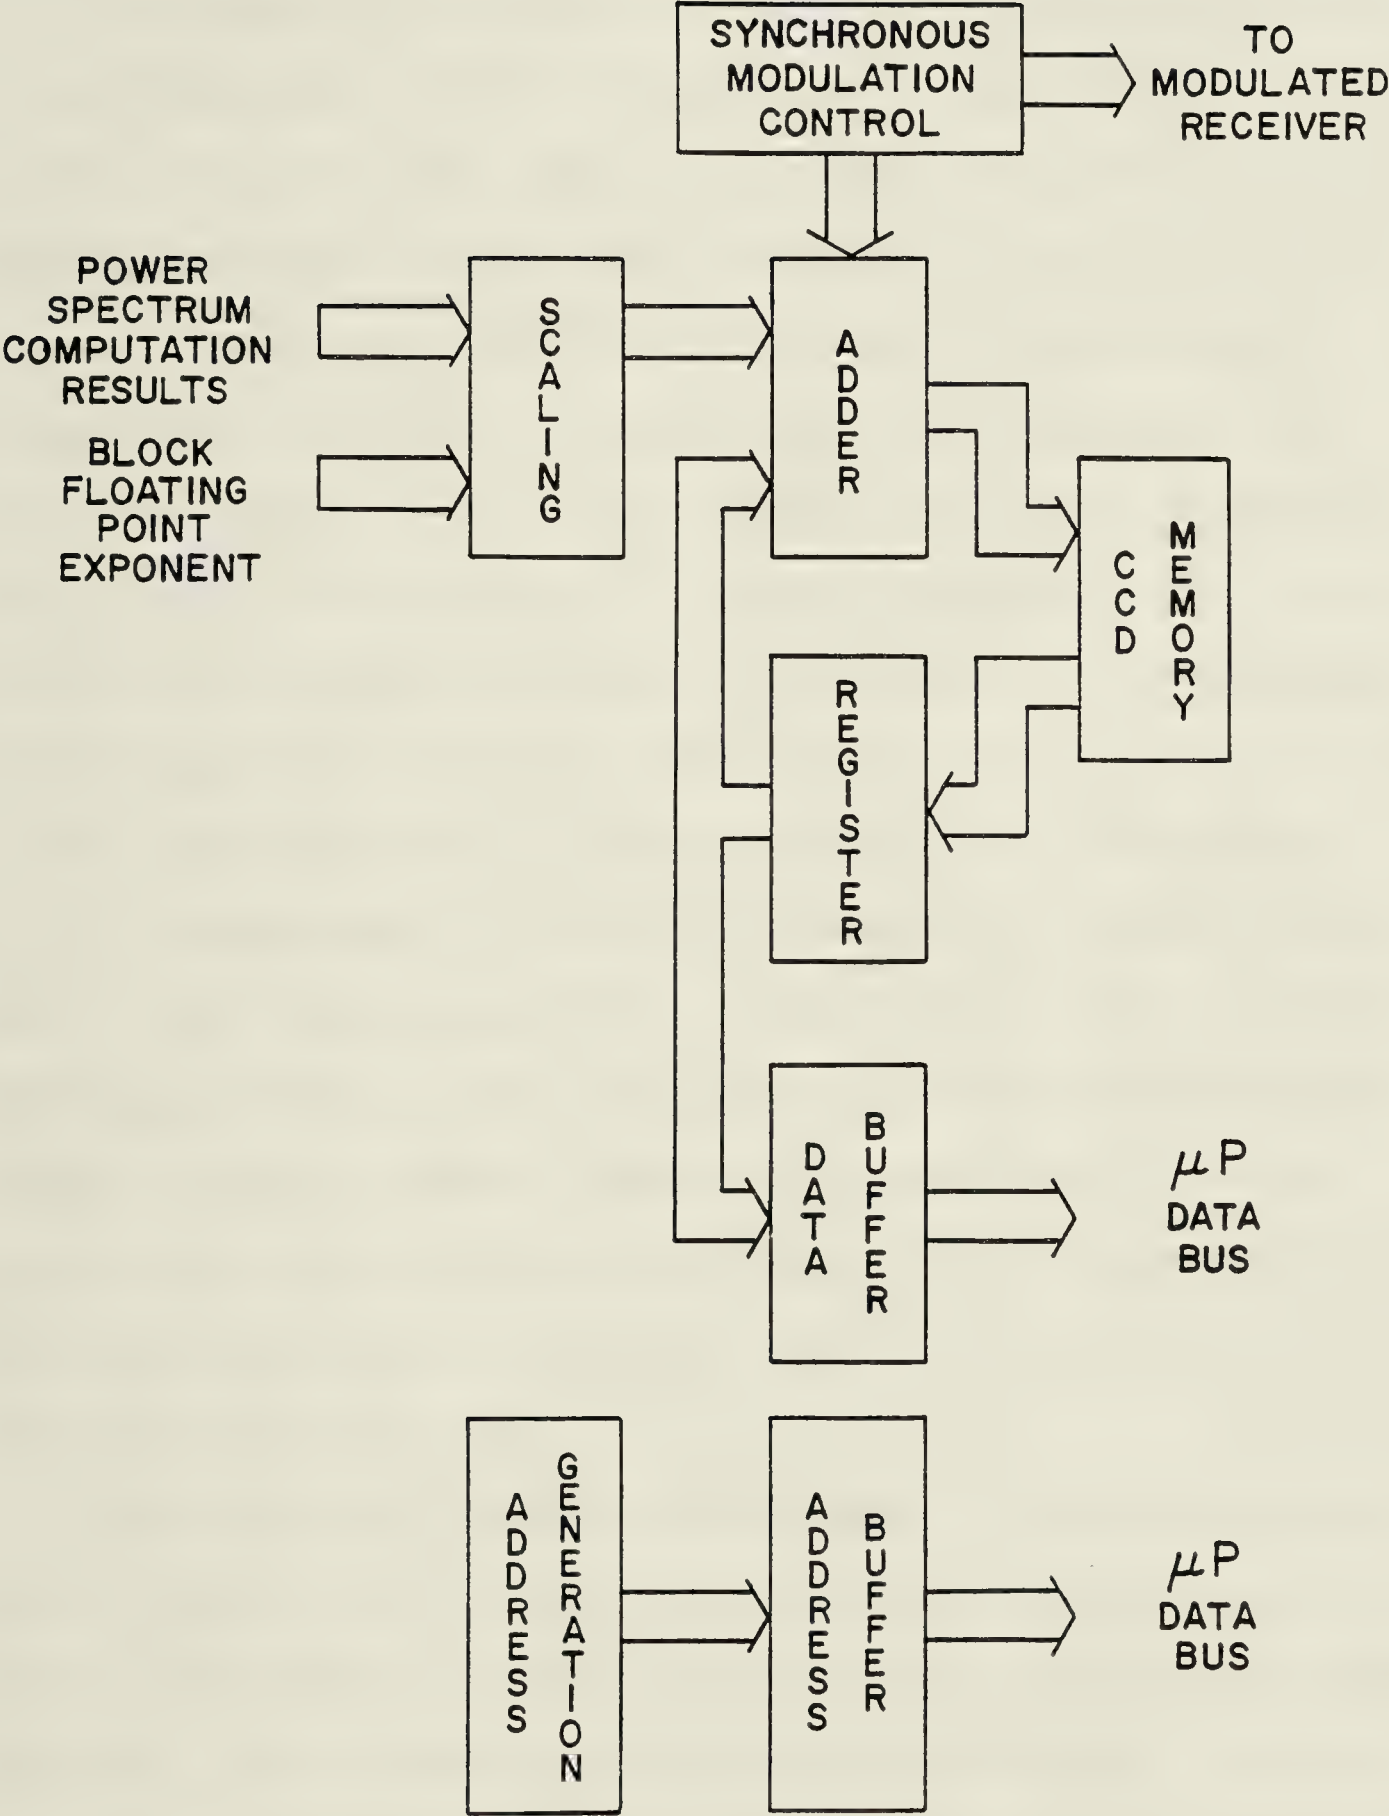 SYNCHRONOUS
MODULATION
CONTROL
TO
MODULATED
RECEIVER
POWER
SPECTRUM
COMPUTATION
RESULTS
BLOCK
FLOATING
POINT
EXPONENT
SCALING
ADDER
CCD
MEMORY
REGISTER
DATA
BUFFER
μP
DATA
BUS
ADDRESS
GENERATION
ADDRESS
BUFFER
μP
DATA
BUS